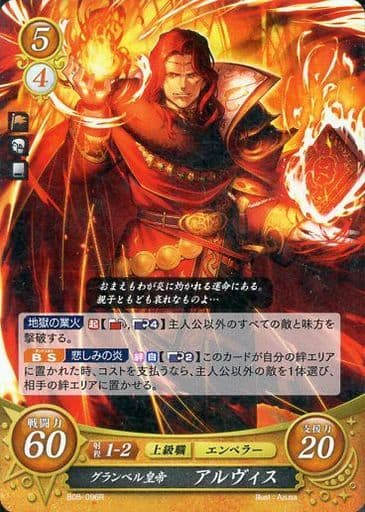 5
4
おまえもわが炎に灼かれる運命にある。
親子ともども哀れなものよ…
地獄の業火 起 [、4] 主人公以外のすべての敵と味方を
撃破する。
BS 悲しみの炎 絆 自 [2] このカードが自分の絆エリア
に置かれた時、コストを支払うなら、主人公以外の敵を1体選び、
相手の絆エリアに置かせる。
戦闘力
60
射程 1-2
上級職
エンペラー
支援力
20
グランベル皇帝 アルヴィス
B08-096R
Illust : Azusa